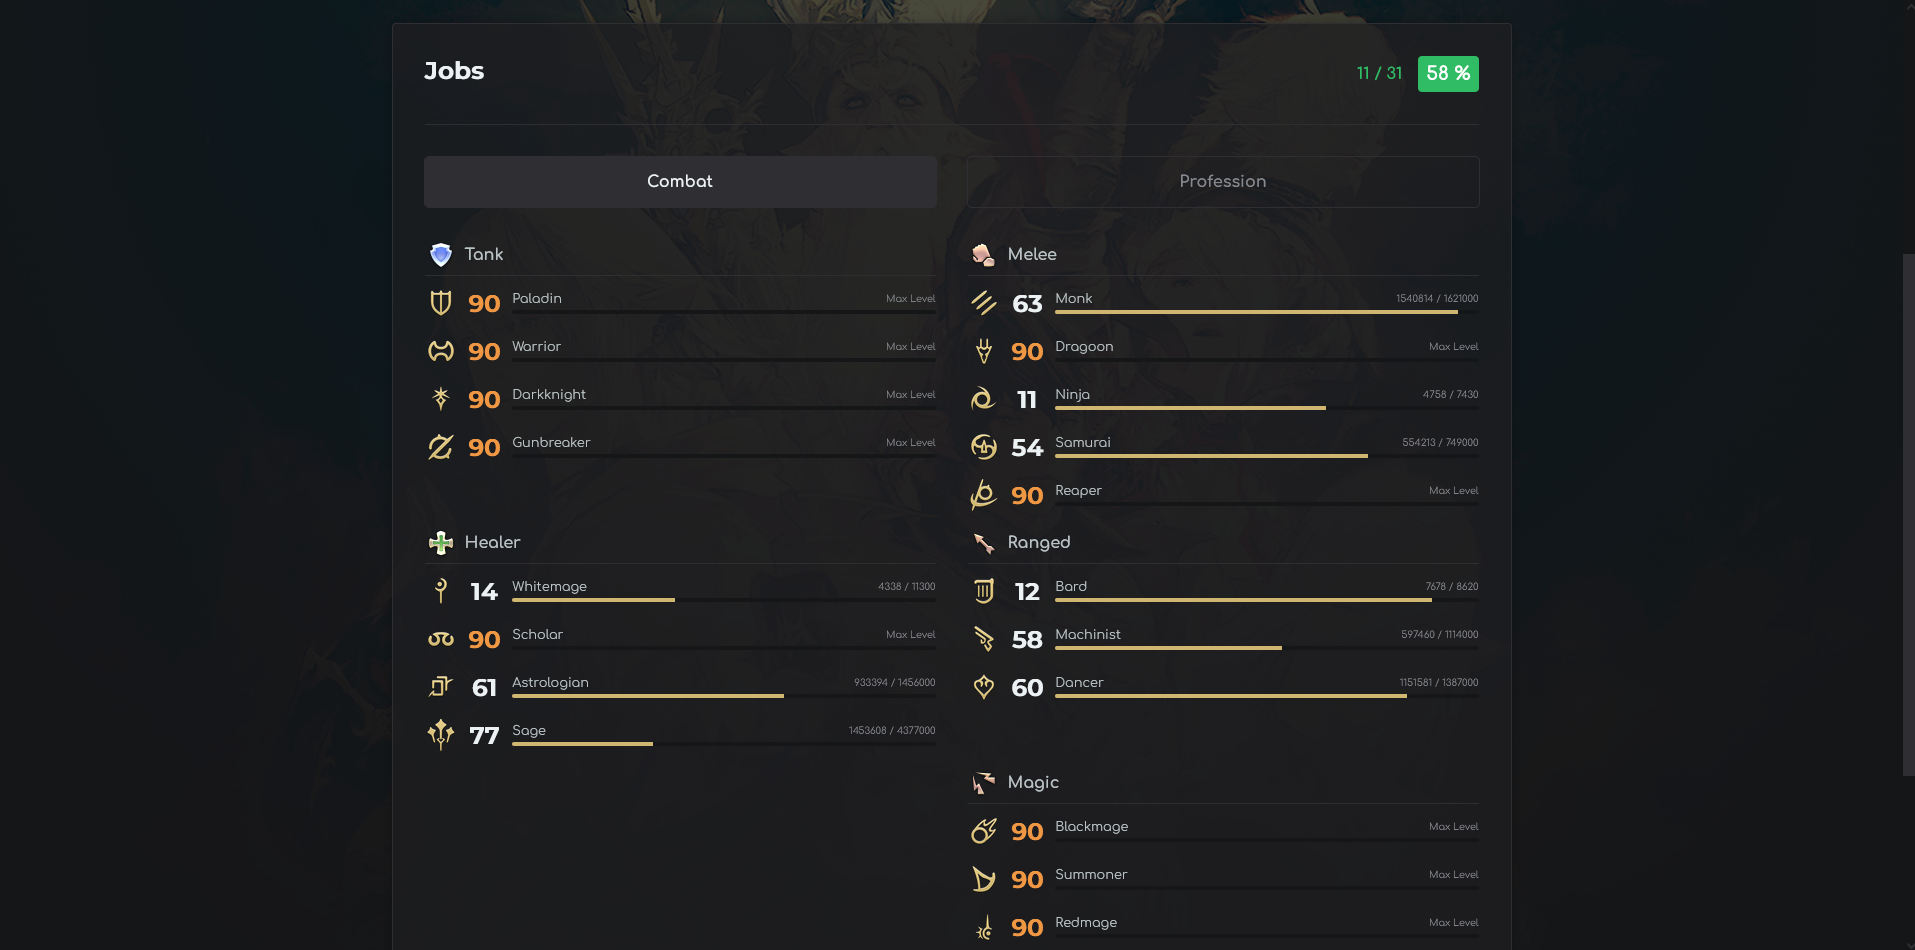 Jobs
11 / 31
58 %
Combat
Profession
Tank
90 Paladin Max Level
90 Warrior Max Level
90 Darkknight Max Level
90 Gunbreaker Max Level
Melee
63 Monk 1540814 / 1621000
90 Dragoon Max Level
11 Ninja 4758 / 7430
54 Samurai 554213 / 749000
90 Reaper Max Level
Healer
14 Whitemage 4338 / 11300
90 Scholar Max Level
61 Astrologian 933394 / 1456000
77 Sage 1453608 / 4377000
Ranged
12 Bard 7678 / 8620
58 Machinist 597460 / 1114000
60 Dancer 1151581 / 1387000
Magic
90 Blackmage Max Level
90 Summoner Max Level
90 Redmage Max Level